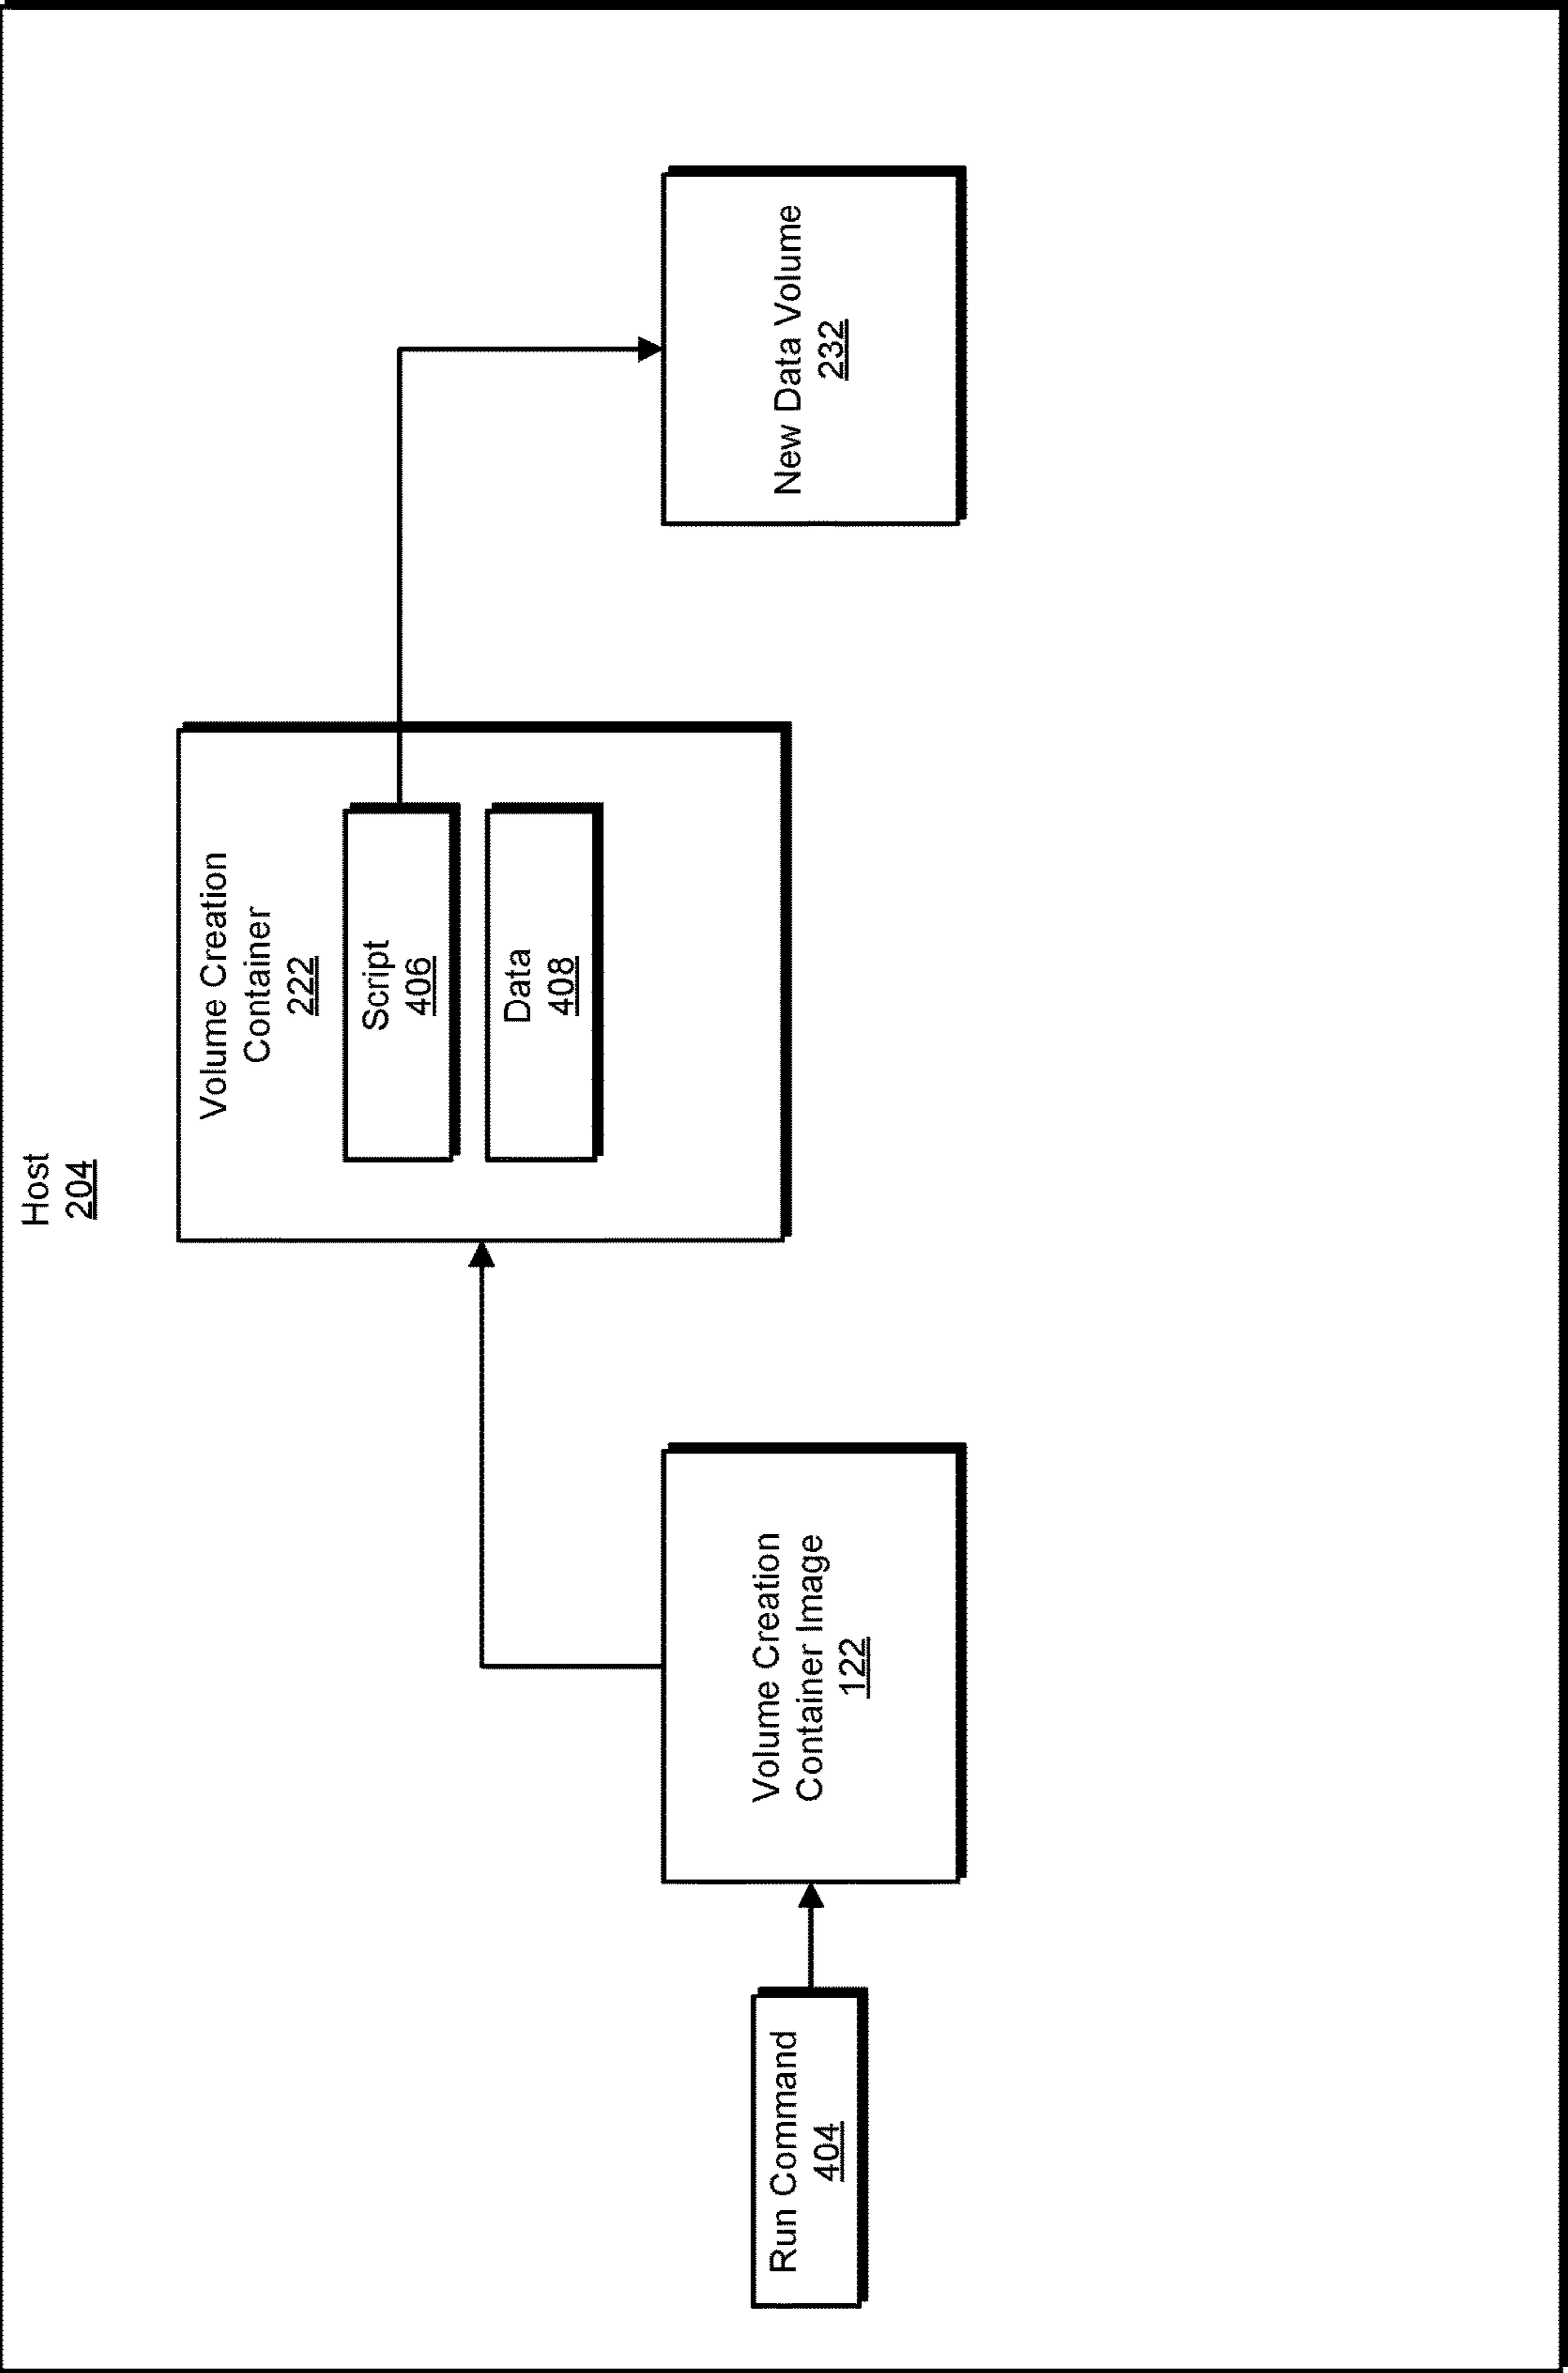 Host
204
Volume Creation
Container
222
Script
406
Data
408
Run Command
404
Volume Creation
Container Image
122
New Data Volume
232